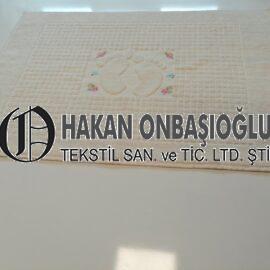 HAKAN ONBAŞIOĞLU
TEKSTİL SAN. ve TİC. LTD. ŞTİ